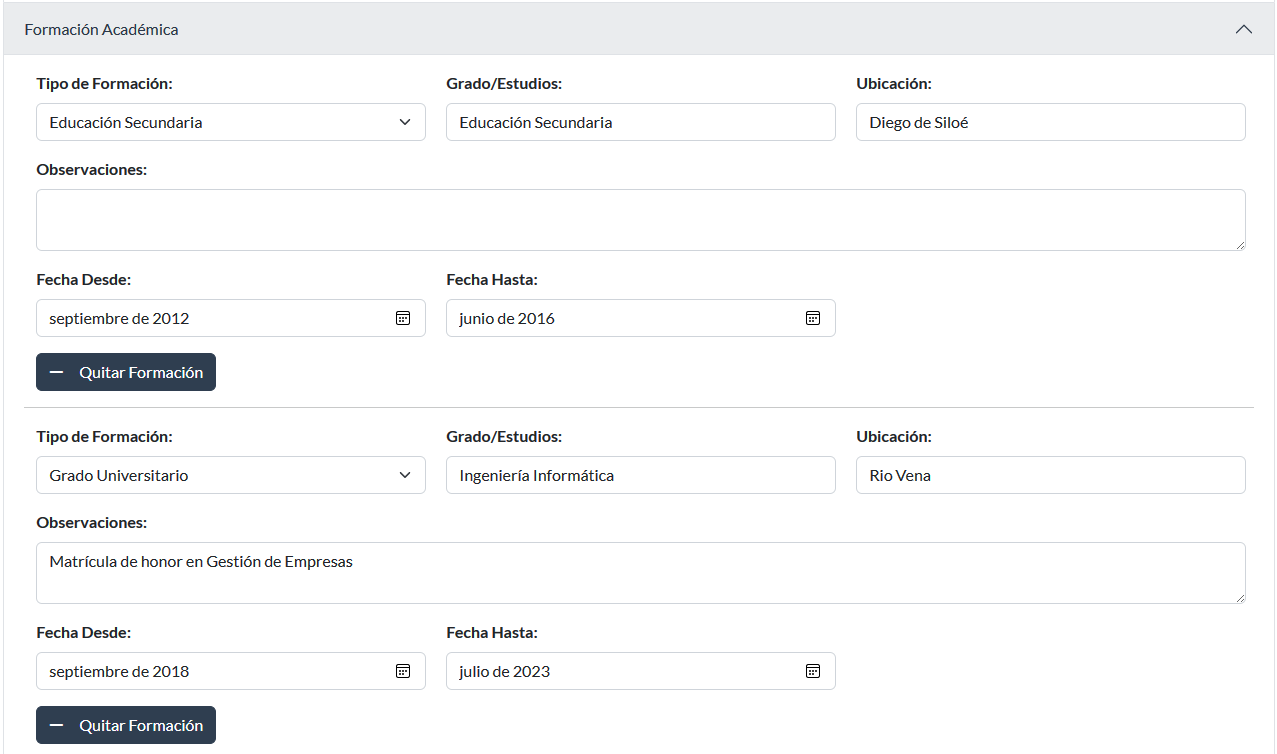 Formación Académica
Tipo de Formación: Grado/Estudios: Ubicación:
Educación Secundaria Educación Secundaria Diego de Siloé
Observaciones:
Fecha Desde: Fecha Hasta:
septiembre de 2012 junio de 2016
Quitar Formación
Tipo de Formación: Grado/Estudios: Ubicación:
Grado Universitario Ingeniería Informática Rio Vena
Observaciones:
Matrícula de honor en Gestión de Empresas
Fecha Desde: Fecha Hasta:
septiembre de 2018 julio de 2023
Quitar Formación